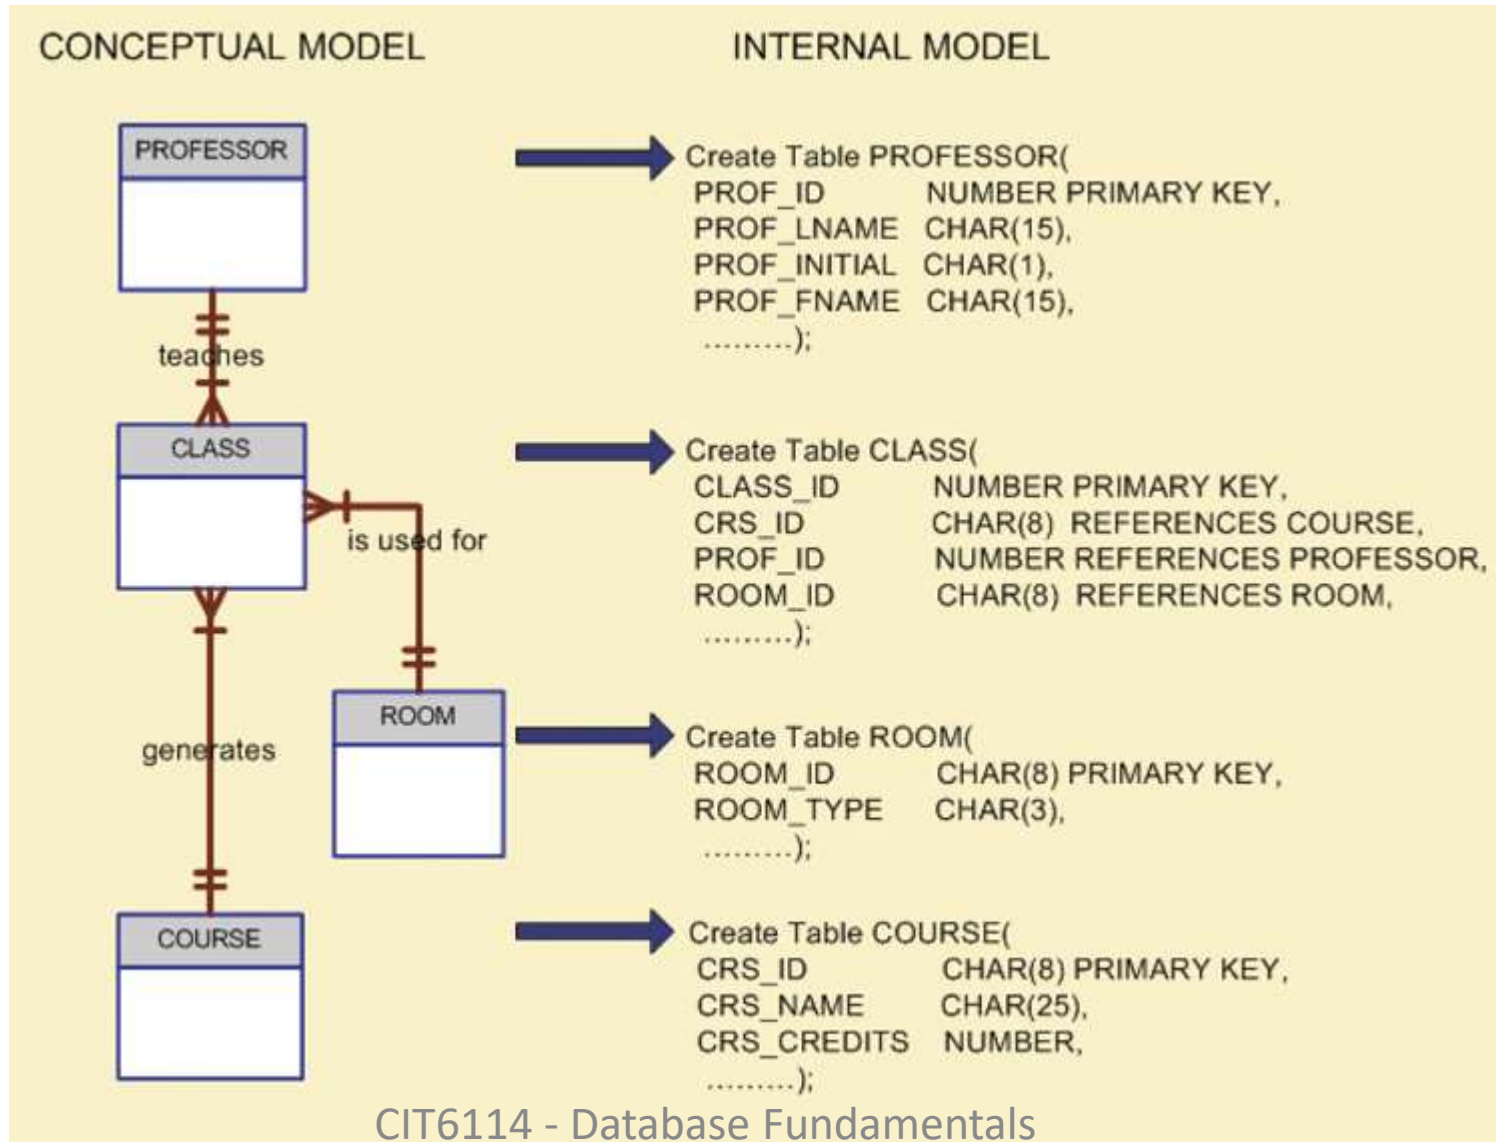 CONCEPTUAL MODEL
INTERNAL MODEL
PROFESSOR
teaches
CLASS
is used for
ROOM
generates
COURSE
Create Table PROFESSOR(
PROF_ID NUMBER PRIMARY KEY,
PROF_LNAME CHAR(15),
PROF_INITIAL CHAR(1),
PROF_FNAME CHAR(15),
.........);
Create Table CLASS(
CLASS_ID NUMBER PRIMARY KEY,
CRS_ID CHAR(8) REFERENCES COURSE,
PROF_ID NUMBER REFERENCES PROFESSOR,
ROOM_ID CHAR(8) REFERENCES ROOM,
.........);
Create Table ROOM(
ROOM_ID CHAR(8) PRIMARY KEY,
ROOM_TYPE CHAR(3),
.........);
Create Table COURSE(
CRS_ID CHAR(8) PRIMARY KEY,
CRS_NAME CHAR(25),
CRS_CREDITS NUMBER,
.........);
CIT6114 - Database Fundamentals